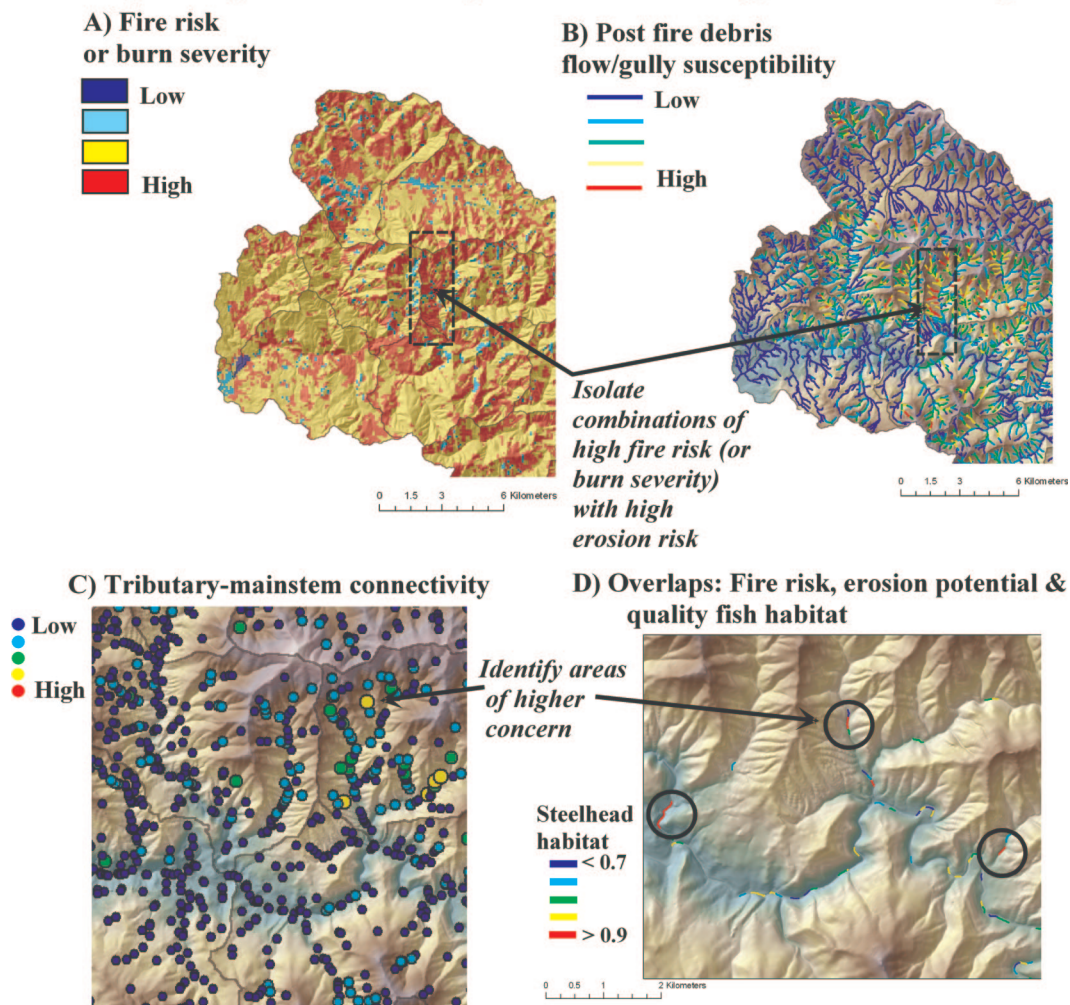 A) Fire risk
or burn severity
Low
High
B) Post fire debris
flow/gully susceptibility
Low
High
Isolate
combinations of
high fire risk (or
burn severity)
with high
erosion risk
0 1.5 3 6 Kilometers
0 1.5 3 6 Kilometers
C) Tributary-mainstem connectivity
Low
High
D) Overlaps: Fire risk, erosion potential &
quality fish habitat
Identify areas
of higher
concern
Steelhead
habitat
< 0.7
> 0.9
0 0.5 1 2 Kilometers